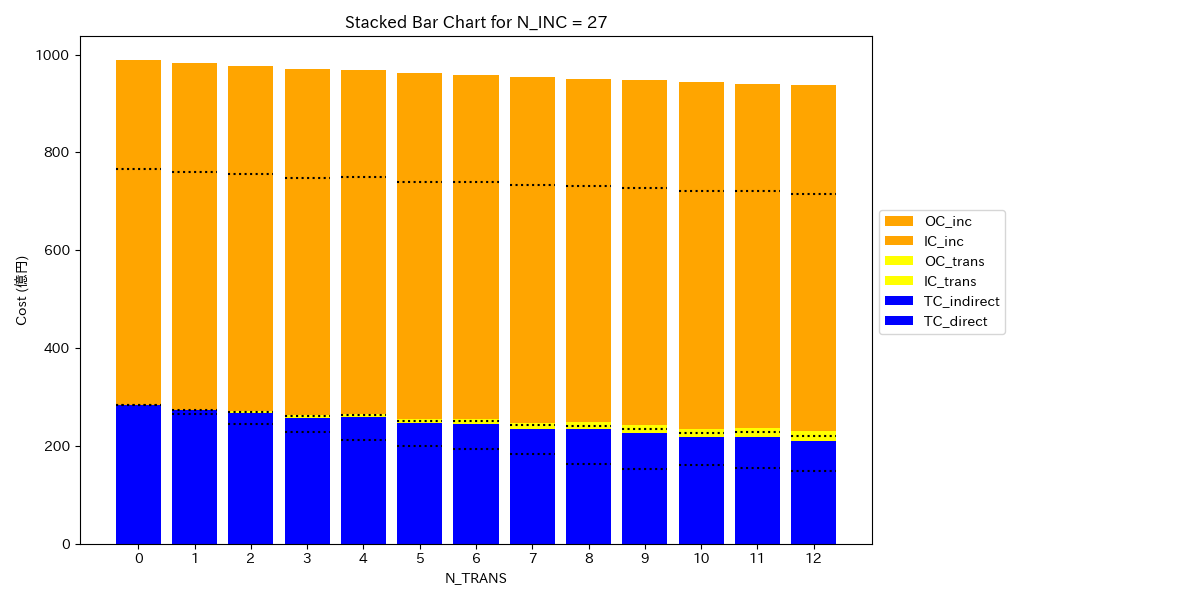 Stacked Bar Chart for N_INC = 27
Cost (億円)
1000
800
600
400
200
0
0 1 2 3 4 5 6 7 8 9 10 11 12
N_TRANS
OC_inc
IC_inc
OC_trans
IC_trans
TC_indirect
TC_direct